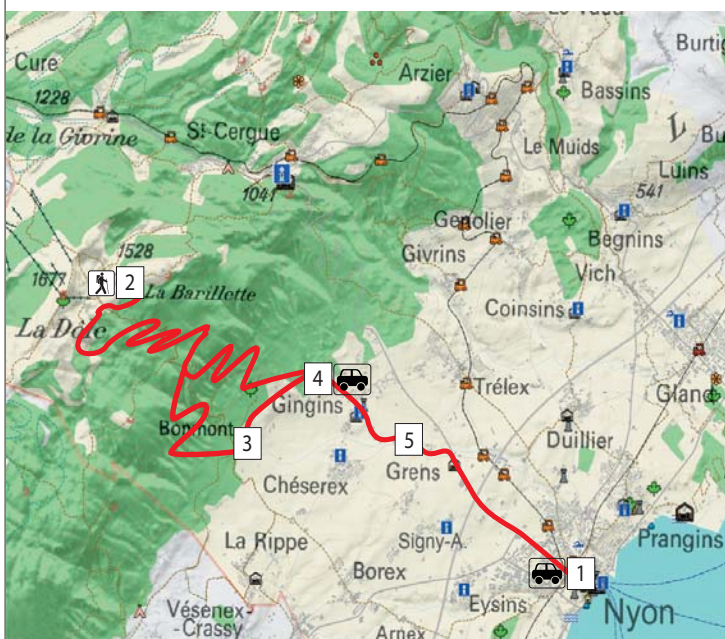 Cure
Burti
Arzier
1228
Bassins
de la Givrine
St-Cergue
L
Bu
Le Muids
Luins
1041
541
Genolier
Begnins
1528
Givrins
Vich
1677
2
La Barillette
Coinsins
La Dôle
4
Trélex
Gland
Gingins
Bonmont
3
5
Duillier
Grens
Chéserex
Prangins
La Rippe
Signy-A.
Borex
1
Eysins
Nyon
Vésenex-
-Crassy
Arnex